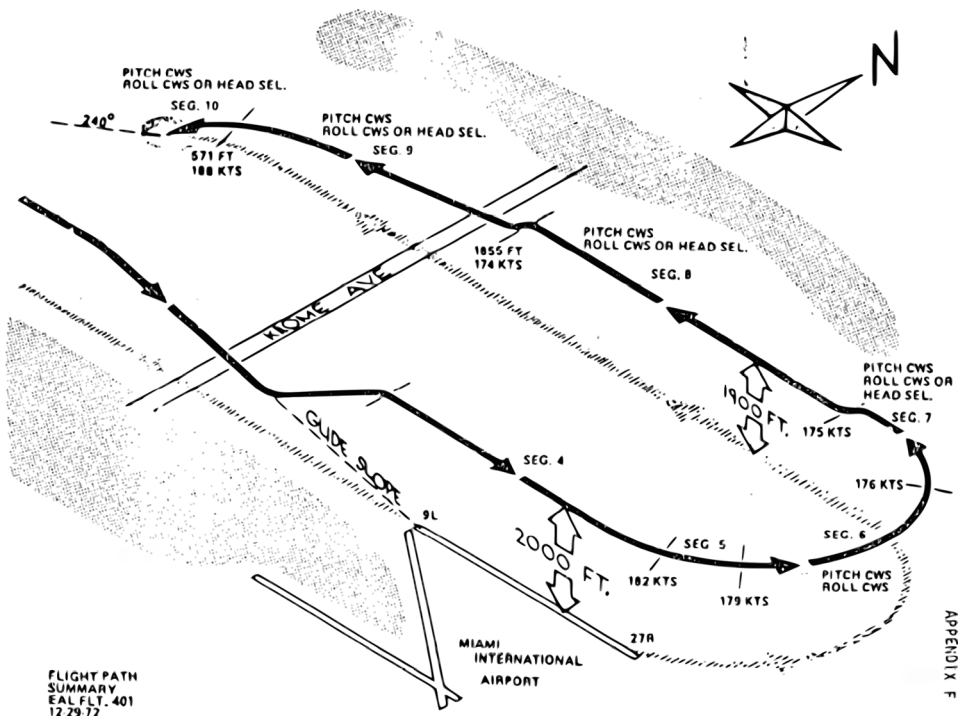 N
PITCH CWS
ROLL CWS OR HEAD SEL.
SEG. 10
240°
571 FT
188 KTS
PITCH CWS
ROLL CWS OR HEAD SEL.
SEG. 9
1855 FT
174 KTS
PITCH CWS
ROLL CWS OR HEAD SEL.
SEG. 8
KROME AVE
PITCH CWS
ROLL CWS OR
HEAD SEL.
SEG. 7
1900 FT.
175 KTS
176 KTS
GLIDE SLOPE
SEG. 4
9L
2000 FT.
SEG. 5
SEG. 6
182 KTS
179 KTS
PITCH CWS
ROLL CWS
27R
MIAMI
INTERNATIONAL
AIRPORT
APPENDIX F
FLIGHT PATH
SUMMARY
EAL FLT. 401
12-29-72